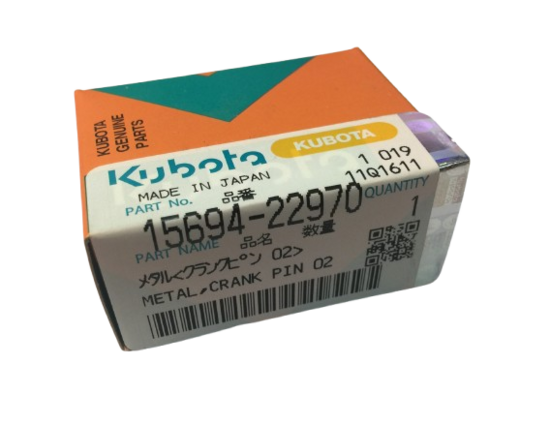 KUBOTA
GENUINE
PARTS
Kubota
KUBOTA
MADE IN JAPAN
1 019
11Q1611
PART No. 品番
QUANTITY
15694-22970
数量
1
PART NAME 品名
メタル<クランクピン 02>
METAL,CRANK PIN 02